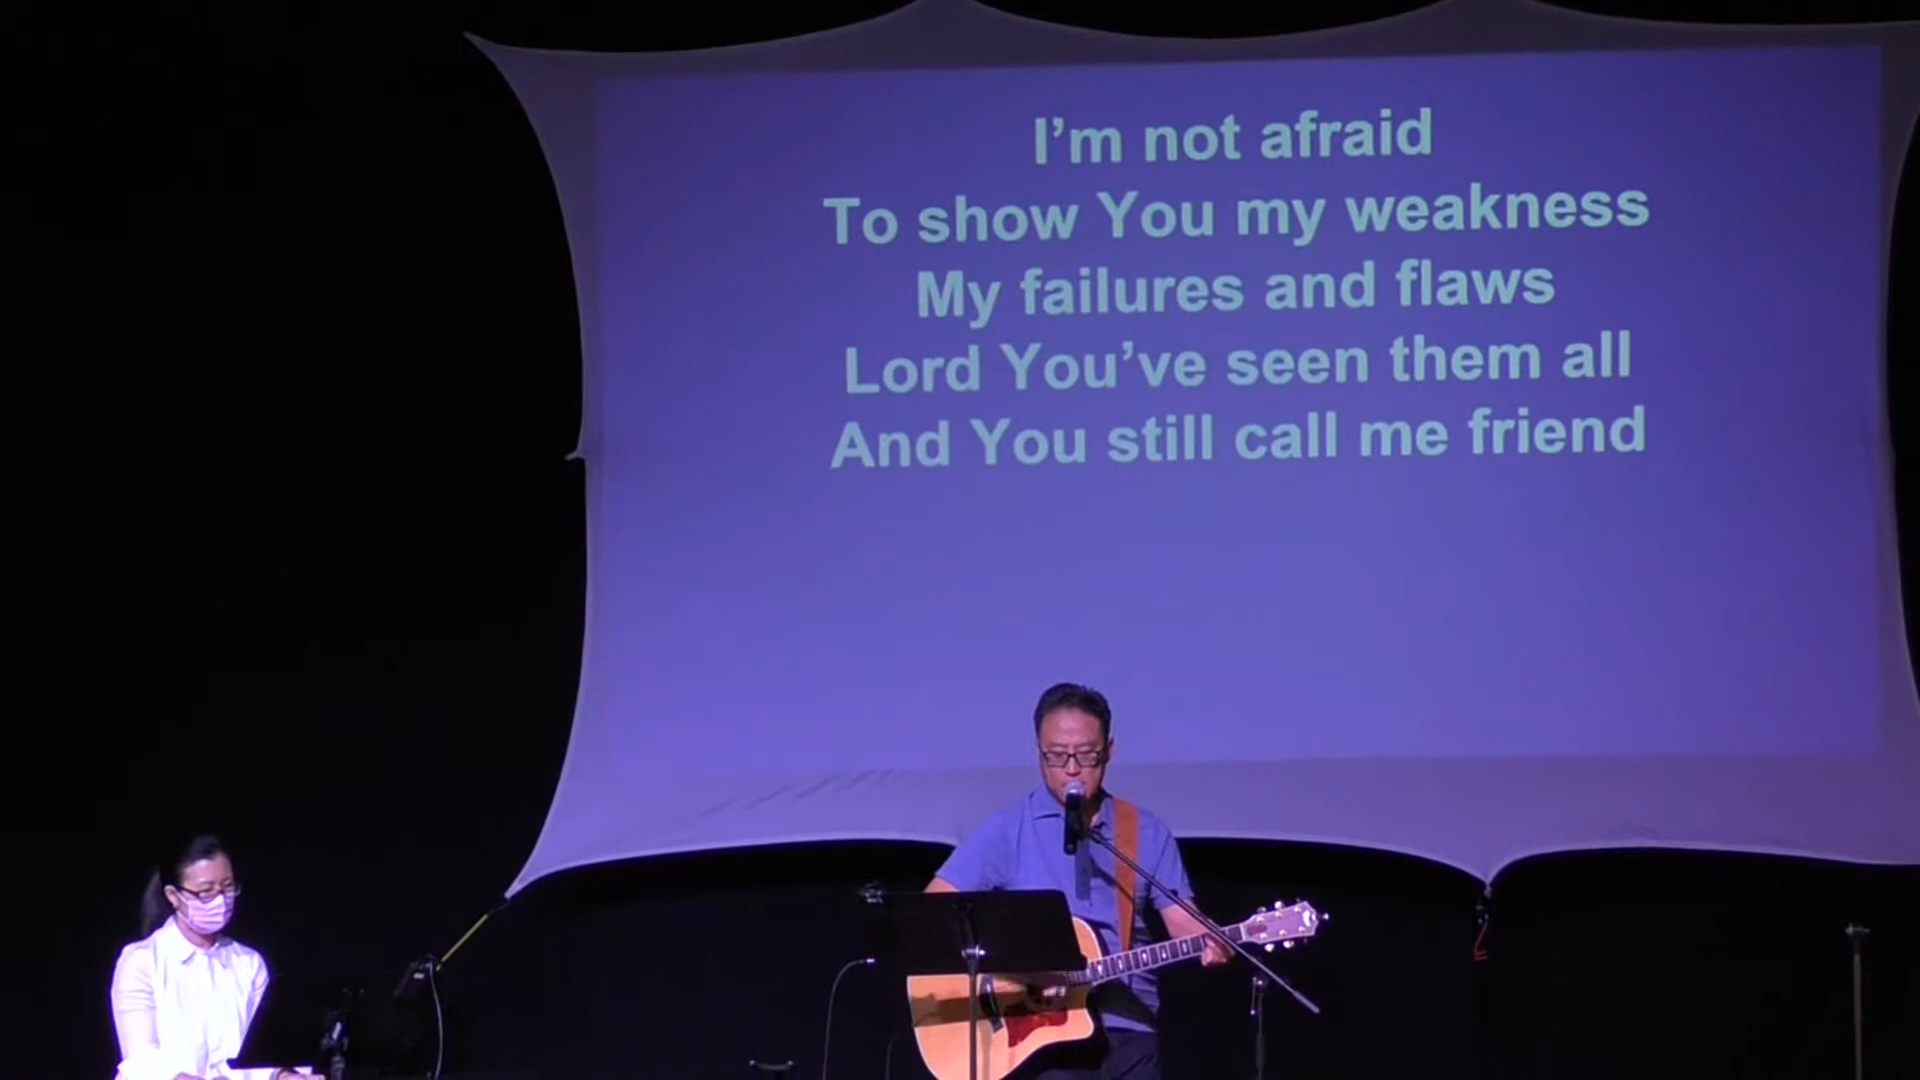 I’m not afraid
To show You my weakness
My failures and flaws
Lord You’ve seen them all
And You still call me friend